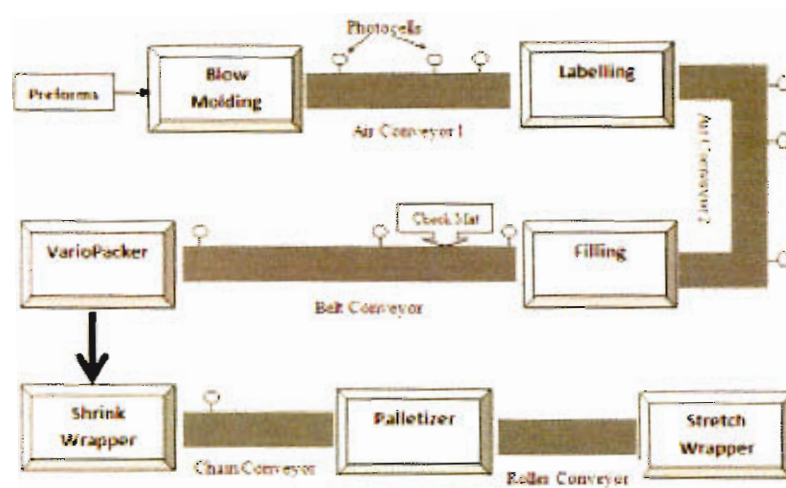 Photocells
Preforms
Blow
Molding
Labelling
Air Conveyor 1
Air Conveyor 2
VarioPacker
Check Mat
Filling
Belt Conveyor
Shrink
Wrapper
Palletizer
Stretch
Wrapper
Chain Conveyor
Roller Conveyor